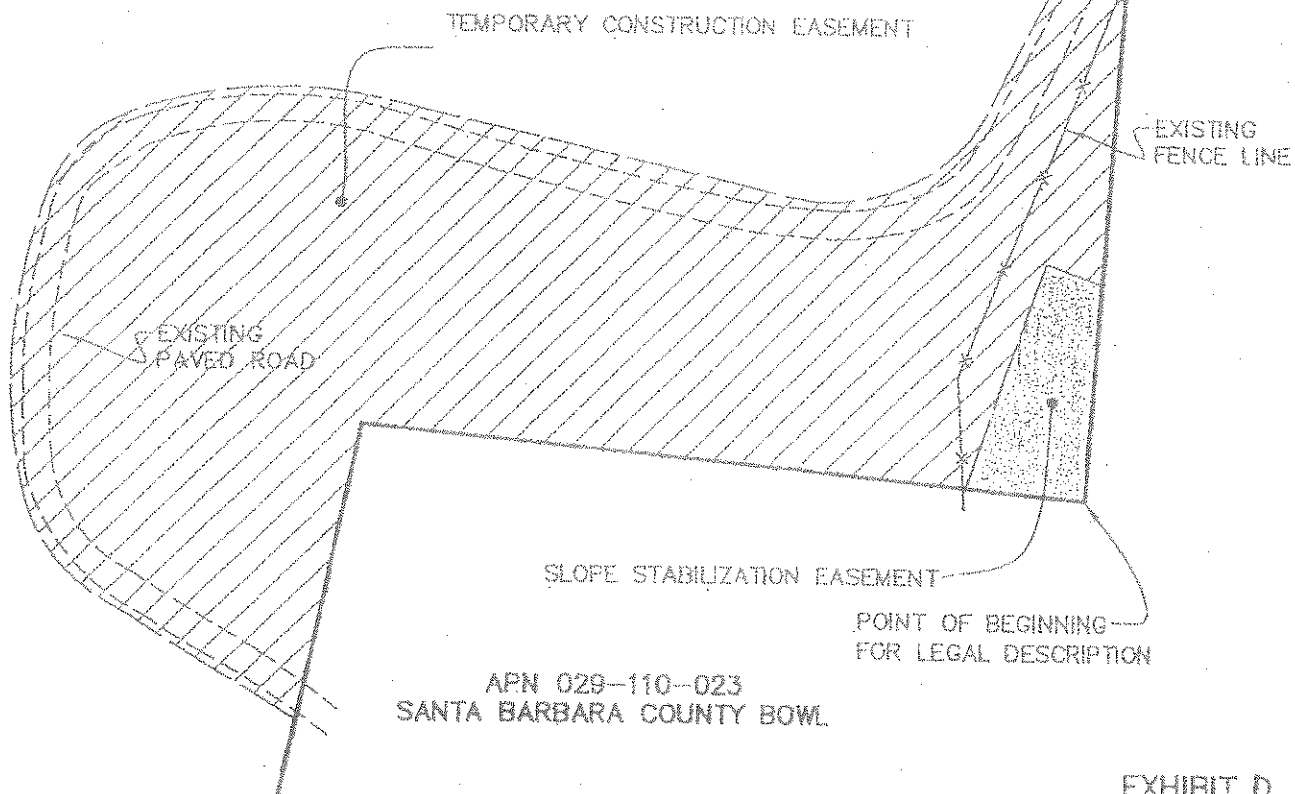 TEMPORARY CONSTRUCTION EASEMENT
EXISTING
FENCE LINE
EXISTING
PAVED ROAD
SLOPE STABILIZATION EASEMENT
POINT OF BEGINNING
FOR LEGAL DESCRIPTION
APN 029-110-023
SANTA BARBARA COUNTY BOWL
EXHIBIT D